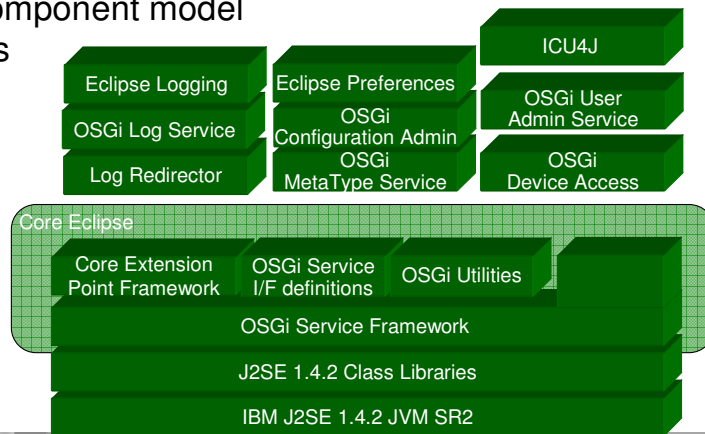 component model
s
ICU4J
Eclipse Logging
Eclipse Preferences
OSGi User
Admin Service
OSGi Log Service
OSGi
Configuration Admin
Log Redirector
OSGi
MetaType Service
OSGi
Device Access
Core Eclipse
Core Extension
Point Framework
OSGi Service
I/F definitions
OSGi Utilities
OSGi Service Framework
J2SE 1.4.2 Class Libraries
IBM J2SE 1.4.2 JVM SR2